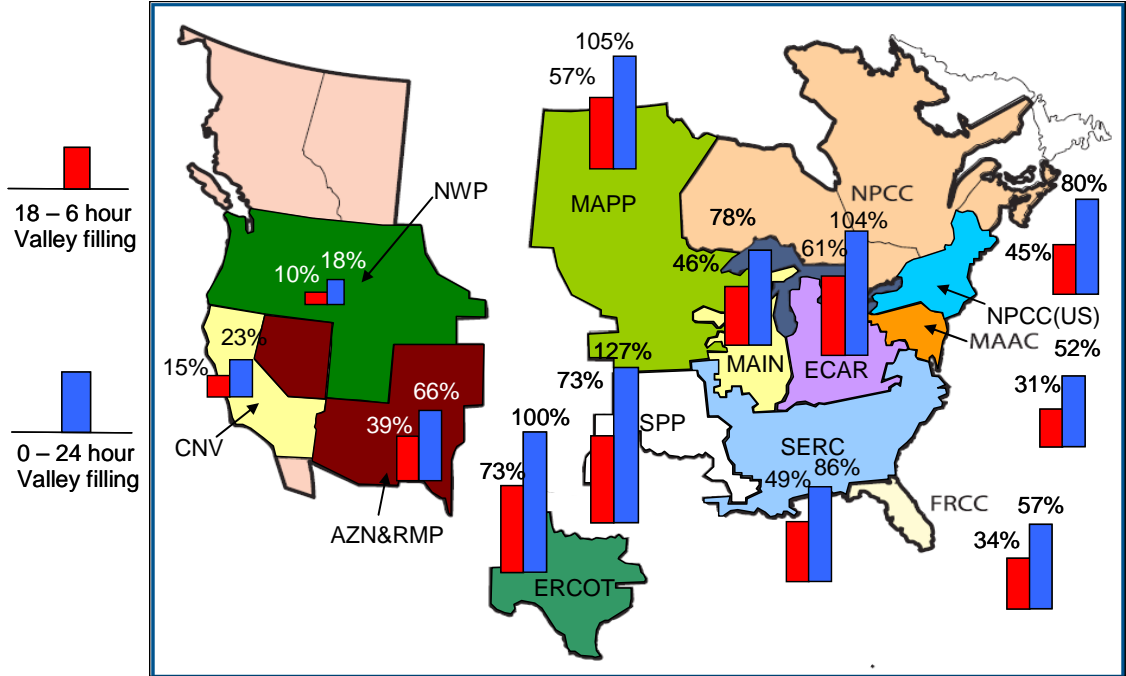 18 – 6 hour
Valley filling
0 – 24 hour
Valley filling
105%
57%
MAPP
NWP
10%
18%
15%
23%
CNV
39%
66%
AZN&RMP
NPCC
78%
46%
MAIN
104%
61%
ECAR
80%
45%
NPCC(US)
MAAC
52%
31%
127%
73%
SPP
100%
73%
ERCOT
SERC
49%
86%
FRCC
57%
34%